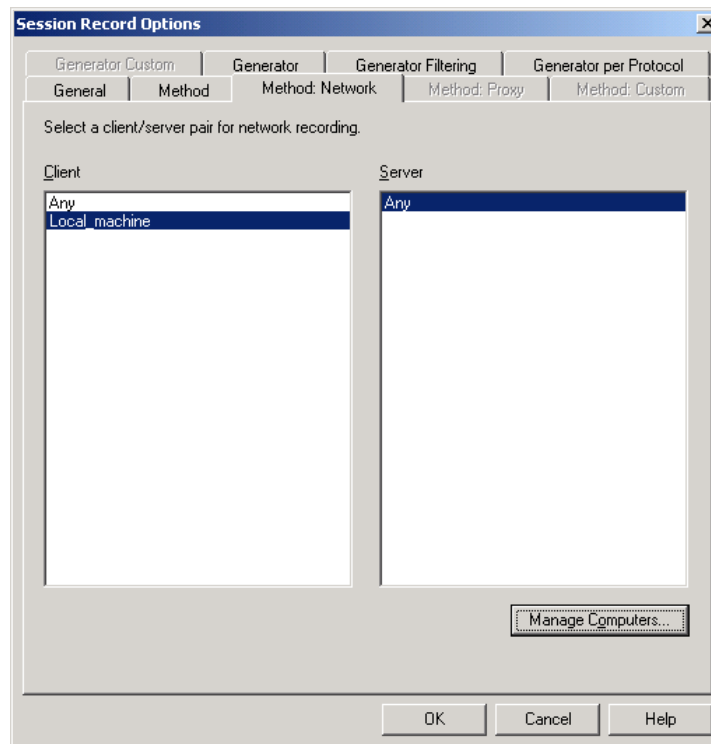 Session Record Options
Generator Custom Generator Generator Filtering Generator per Protocol
General Method Method: Network Method: Proxy Method: Custom
Select a client/server pair for network recording.
Client Server
Any Any
Local_machine
Manage Computers...
OK Cancel Help